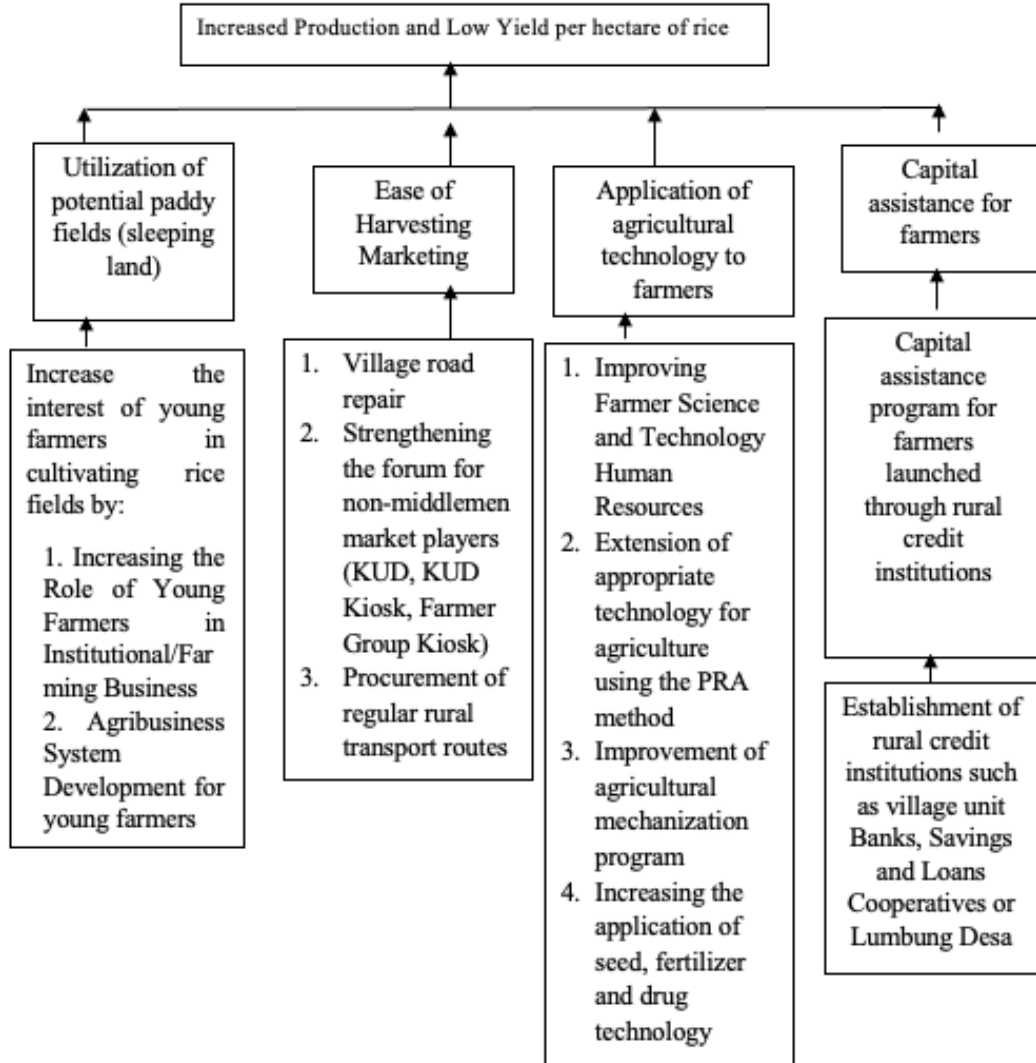 Increased Production and Low Yield per hectare of rice
Utilization of
potential paddy
fields (sleeping
land)
Ease of
Harvesting
Marketing
Application of
agricultural
technology to
farmers
Capital
assistance for
farmers
Increase the
interest of young
farmers in
cultivating rice
fields by:
1. Increasing the
Role of Young
Farmers in
Institutional/Far
ming Business
2. Agribusiness
System
Development for
young farmers
1. Village road
repair
2. Strengthening
the forum for
non-middlemen
market players
(KUD, KUD
Kiosk, Farmer
Group Kiosk)
3. Procurement of
regular rural
transport routes
1. Improving
Farmer Science
and Technology
Human
Resources
2. Extension of
appropriate
technology for
agriculture
using the PRA
method
3. Improvement of
agricultural
mechanization
program
4. Increasing the
application of
seed, fertilizer
and drug
technology
Capital
assistance
program for
farmers
launched
through rural
credit
institutions
Establishment of
rural credit
institutions such
as village unit
Banks, Savings
and Loans
Cooperatives or
Lumbung Desa